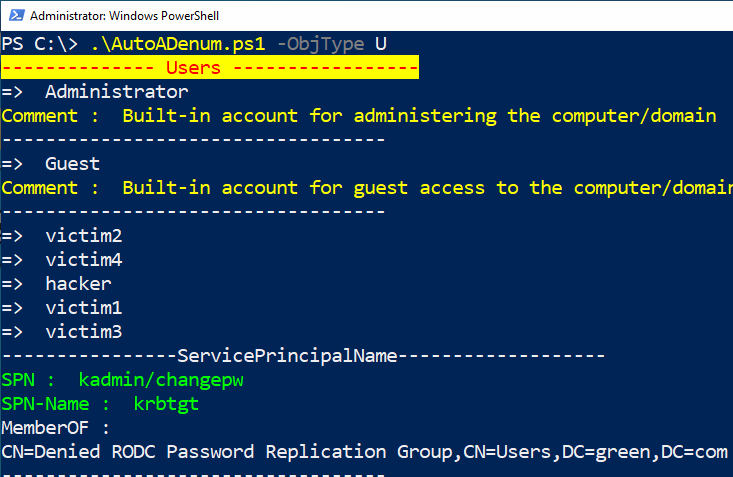 Administrator: Windows PowerShell
PS C:\> .\AutoADenum.ps1 -ObjType U
-------------- Users -----------------
=>  Administrator
Comment :  Built-in account for administering the computer/domain
-----------------------------------
=>  Guest
Comment :  Built-in account for guest access to the computer/domain
-----------------------------------
=>  victim2
=>  victim4
=>  hacker
=>  victim1
=>  victim3
----------------ServicePrincipalName-------------------
SPN :  kadmin/changepw
SPN-Name :  krbtgt
MemberOF :
CN=Denied RODC Password Replication Group,CN=Users,DC=green,DC=com
-----------------------------------